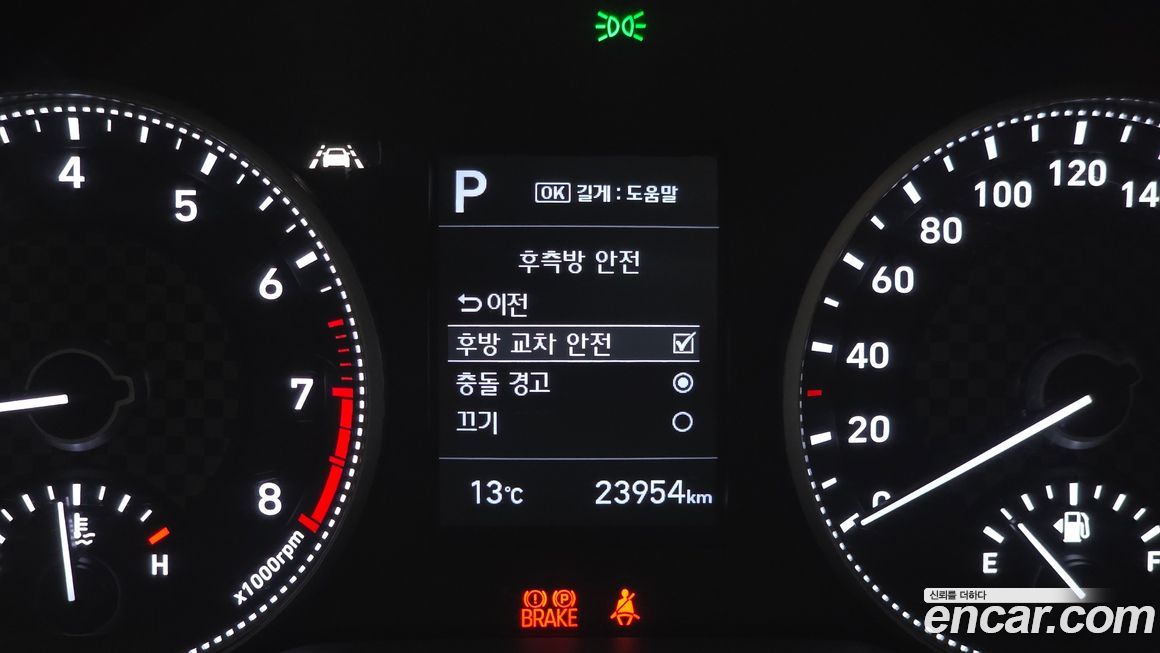 P
OK 길게 : 도움말
후측방 안전
이전
후방 교차 안전
충돌 경고
끄기
13℃ 23954km
4
5
6
7
8
x1000rpm
H
0
20
40
60
80
100
120
14
E
F
BRAKE
P
신뢰를 더하다
encar.com